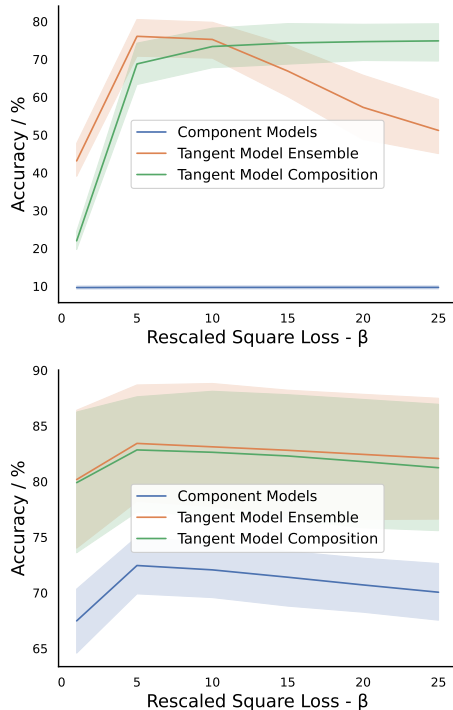 80
70
60
50
40
30
20
10
Accuracy / %
Component Models
Tangent Model Ensemble
Tangent Model Composition
0 5 10 15 20 25
Rescaled Square Loss - β
90
85
80
75
70
65
Accuracy / %
Component Models
Tangent Model Ensemble
Tangent Model Composition
0 5 10 15 20 25
Rescaled Square Loss - β